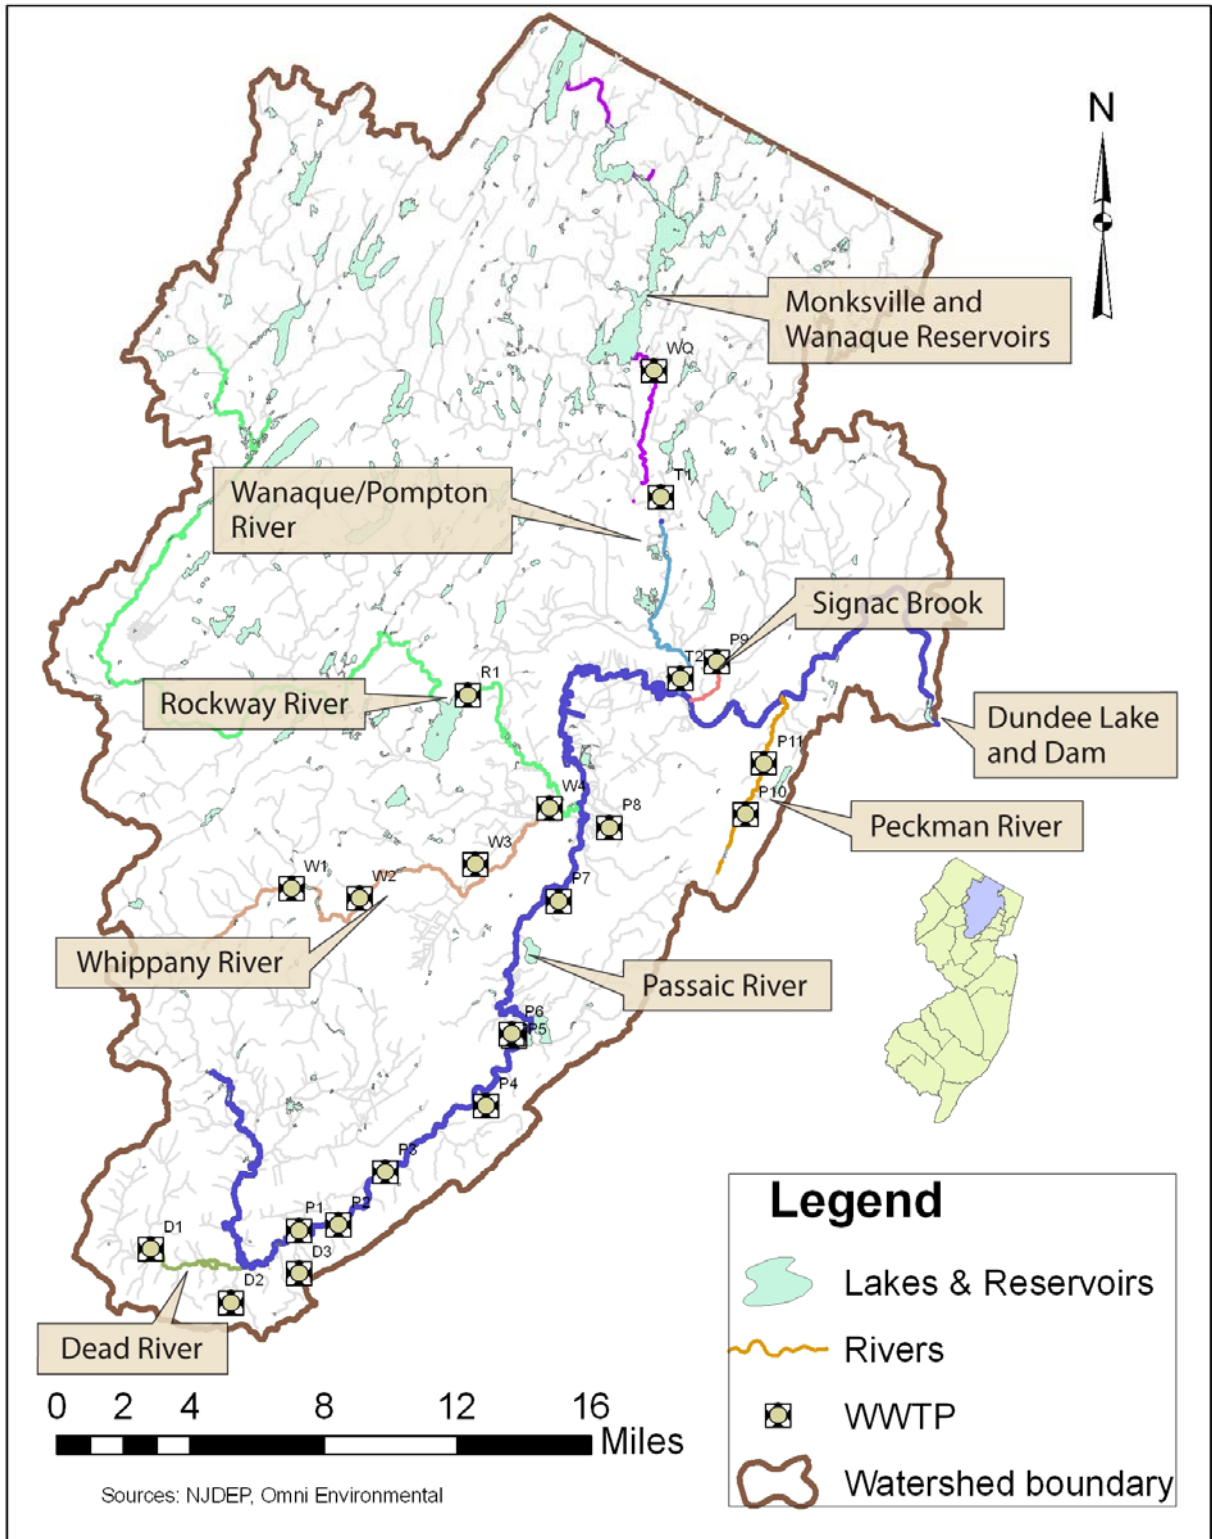 N
Monksville and
Wanaque Reservoirs
WQ
Wanaque/Pompton
River
T1
Signac Brook
P9
T2
R1
Rockway River
Dundee Lake
and Dam
P11
W4
P10
P8
Peckman River
W3
W1
W2
P7
Whippany River
Passaic River
P6
P5
P4
P3
P2
P1
D1
D3
D2
Dead River
Legend
Lakes & Reservoirs
Rivers
WWTP
Watershed boundary
0 2 4 8 12 16
Miles
Sources: NJDEP, Omni Environmental